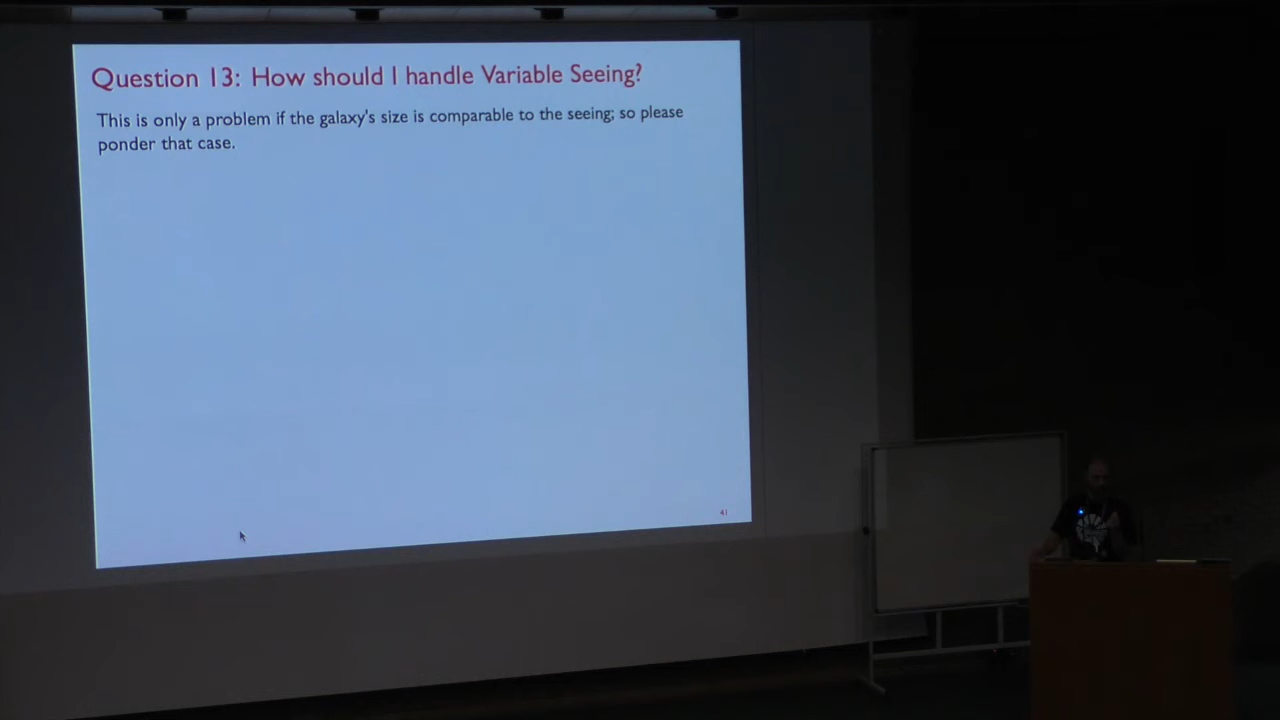 Question 13: How should I handle Variable Seeing?
This is only a problem if the galaxy's size is comparable to the seeing; so please
ponder that case.
41